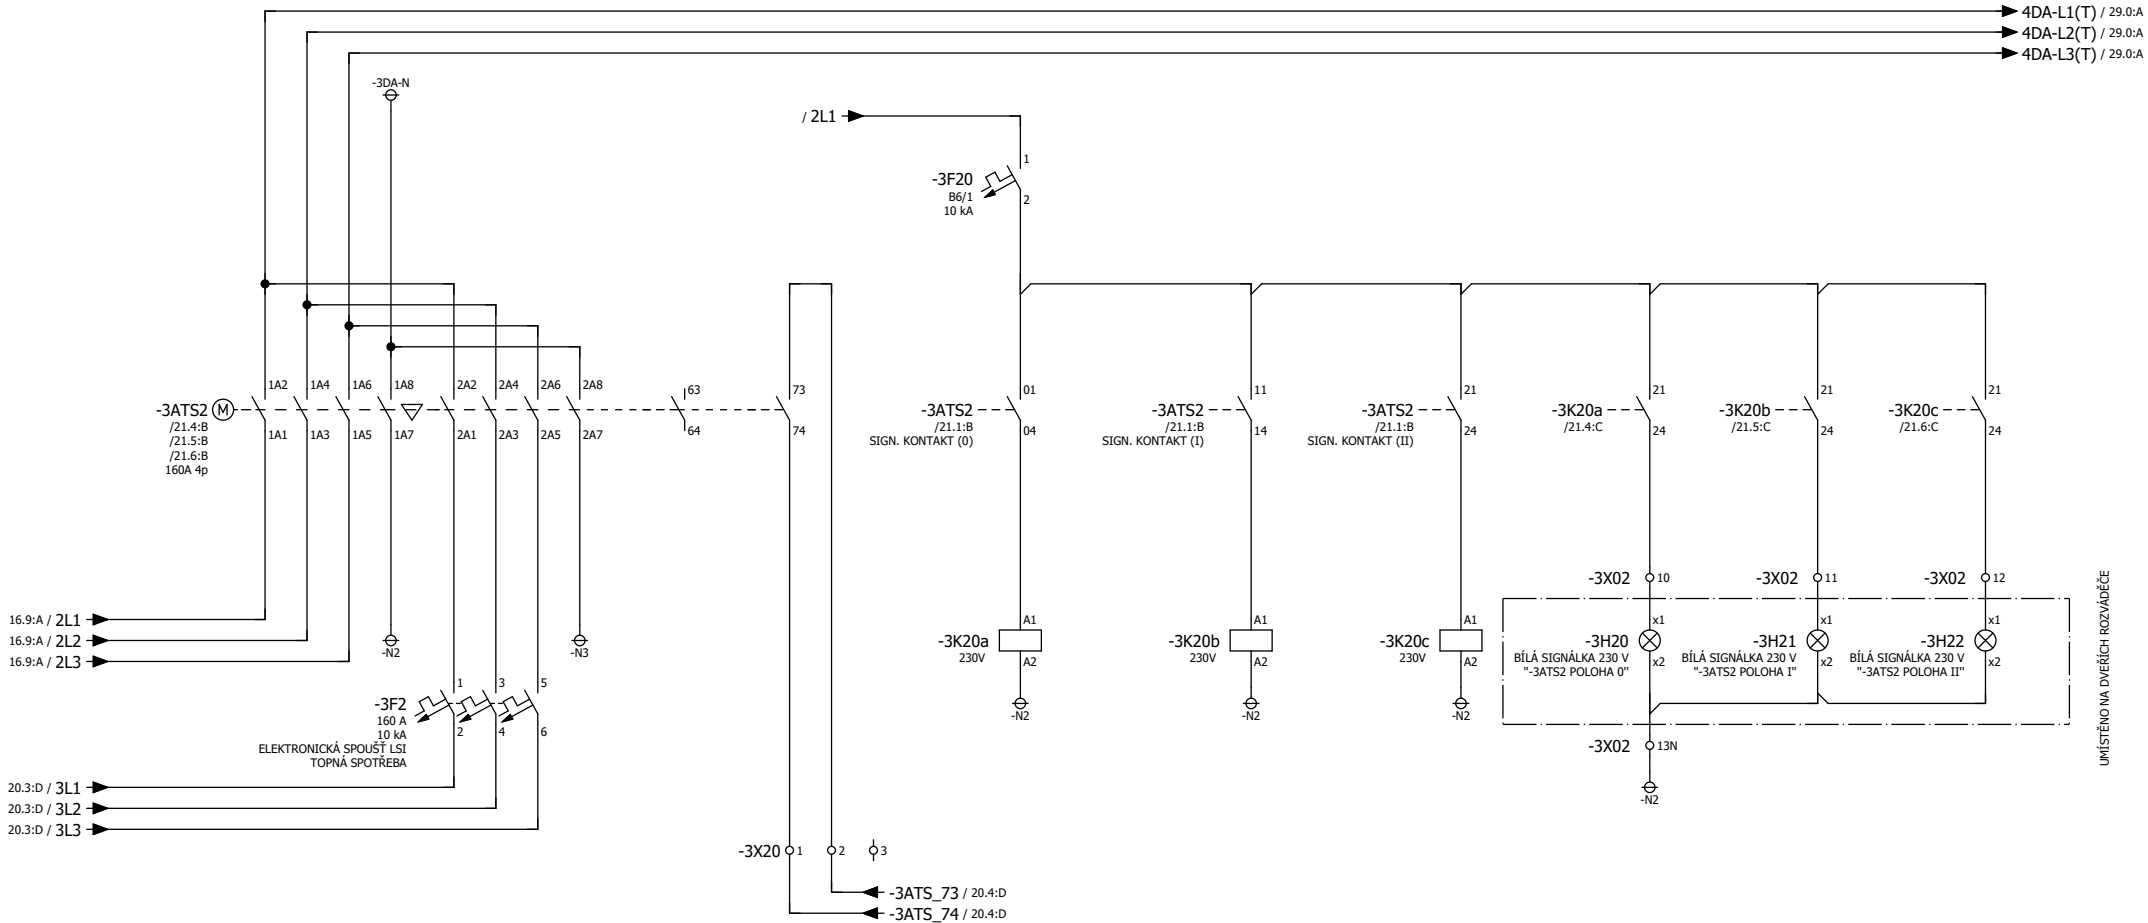 4DA-L1(T) / 29.0:A
4DA-L2(T) / 29.0:A
4DA-L3(T) / 29.0:A
-3DA-N
/ 2L1
1
-3F20
B6/1
10 kA
2
1A2 1A4 1A6 1A8 2A2 2A4 2A6 2A8 63 73 01 11 21 21 21 21
-3ATS2 M
/21.4:B
/21.5:B
/21.6:B
160A 4p
1A1 1A3 1A5 1A7 2A1 2A3 2A5 2A7 64 74
-3ATS2
/21.1:B
SIGN. KONTAKT (0)
04
-3ATS2
/21.1:B
SIGN. KONTAKT (I)
14
-3ATS2
/21.1:B
SIGN. KONTAKT (II)
24
-3K20a
/21.4:C
24
-3K20b
/21.5:C
24
-3K20c
/21.6:C
24
-3X02 10
-3X02 11
-3X02 12
UMÍSTĚNO NA DVEŘÍCH ROZVÁDĚČE
16.9:A / 2L1
16.9:A / 2L2
16.9:A / 2L3
-N2
-N3
A1
-3K20a
230V
A2
-N2
A1
-3K20b
230V
A2
-N2
A1
-3K20c
230V
A2
-N2
x1
-3H20
BÍLÁ SIGNÁLKA 230 V
"-3ATS2 POLOHA 0"
x2
x1
-3H21
BÍLÁ SIGNÁLKA 230 V
"-3ATS2 POLOHA I"
x2
x1
-3H22
BÍLÁ SIGNÁLKA 230 V
"-3ATS2 POLOHA II"
x2
1 3 5
-3F2
160 A
10 kA
ELEKTRONICKÁ SPOUŠŤ LSI
TOPNÁ SPOTŘEBA
2 4 6
-3X02 13N
-N2
20.3:D / 3L1
20.3:D / 3L2
20.3:D / 3L3
-3X20 1 2 3
-3ATS_73 / 20.4:D
-3ATS_74 / 20.4:D